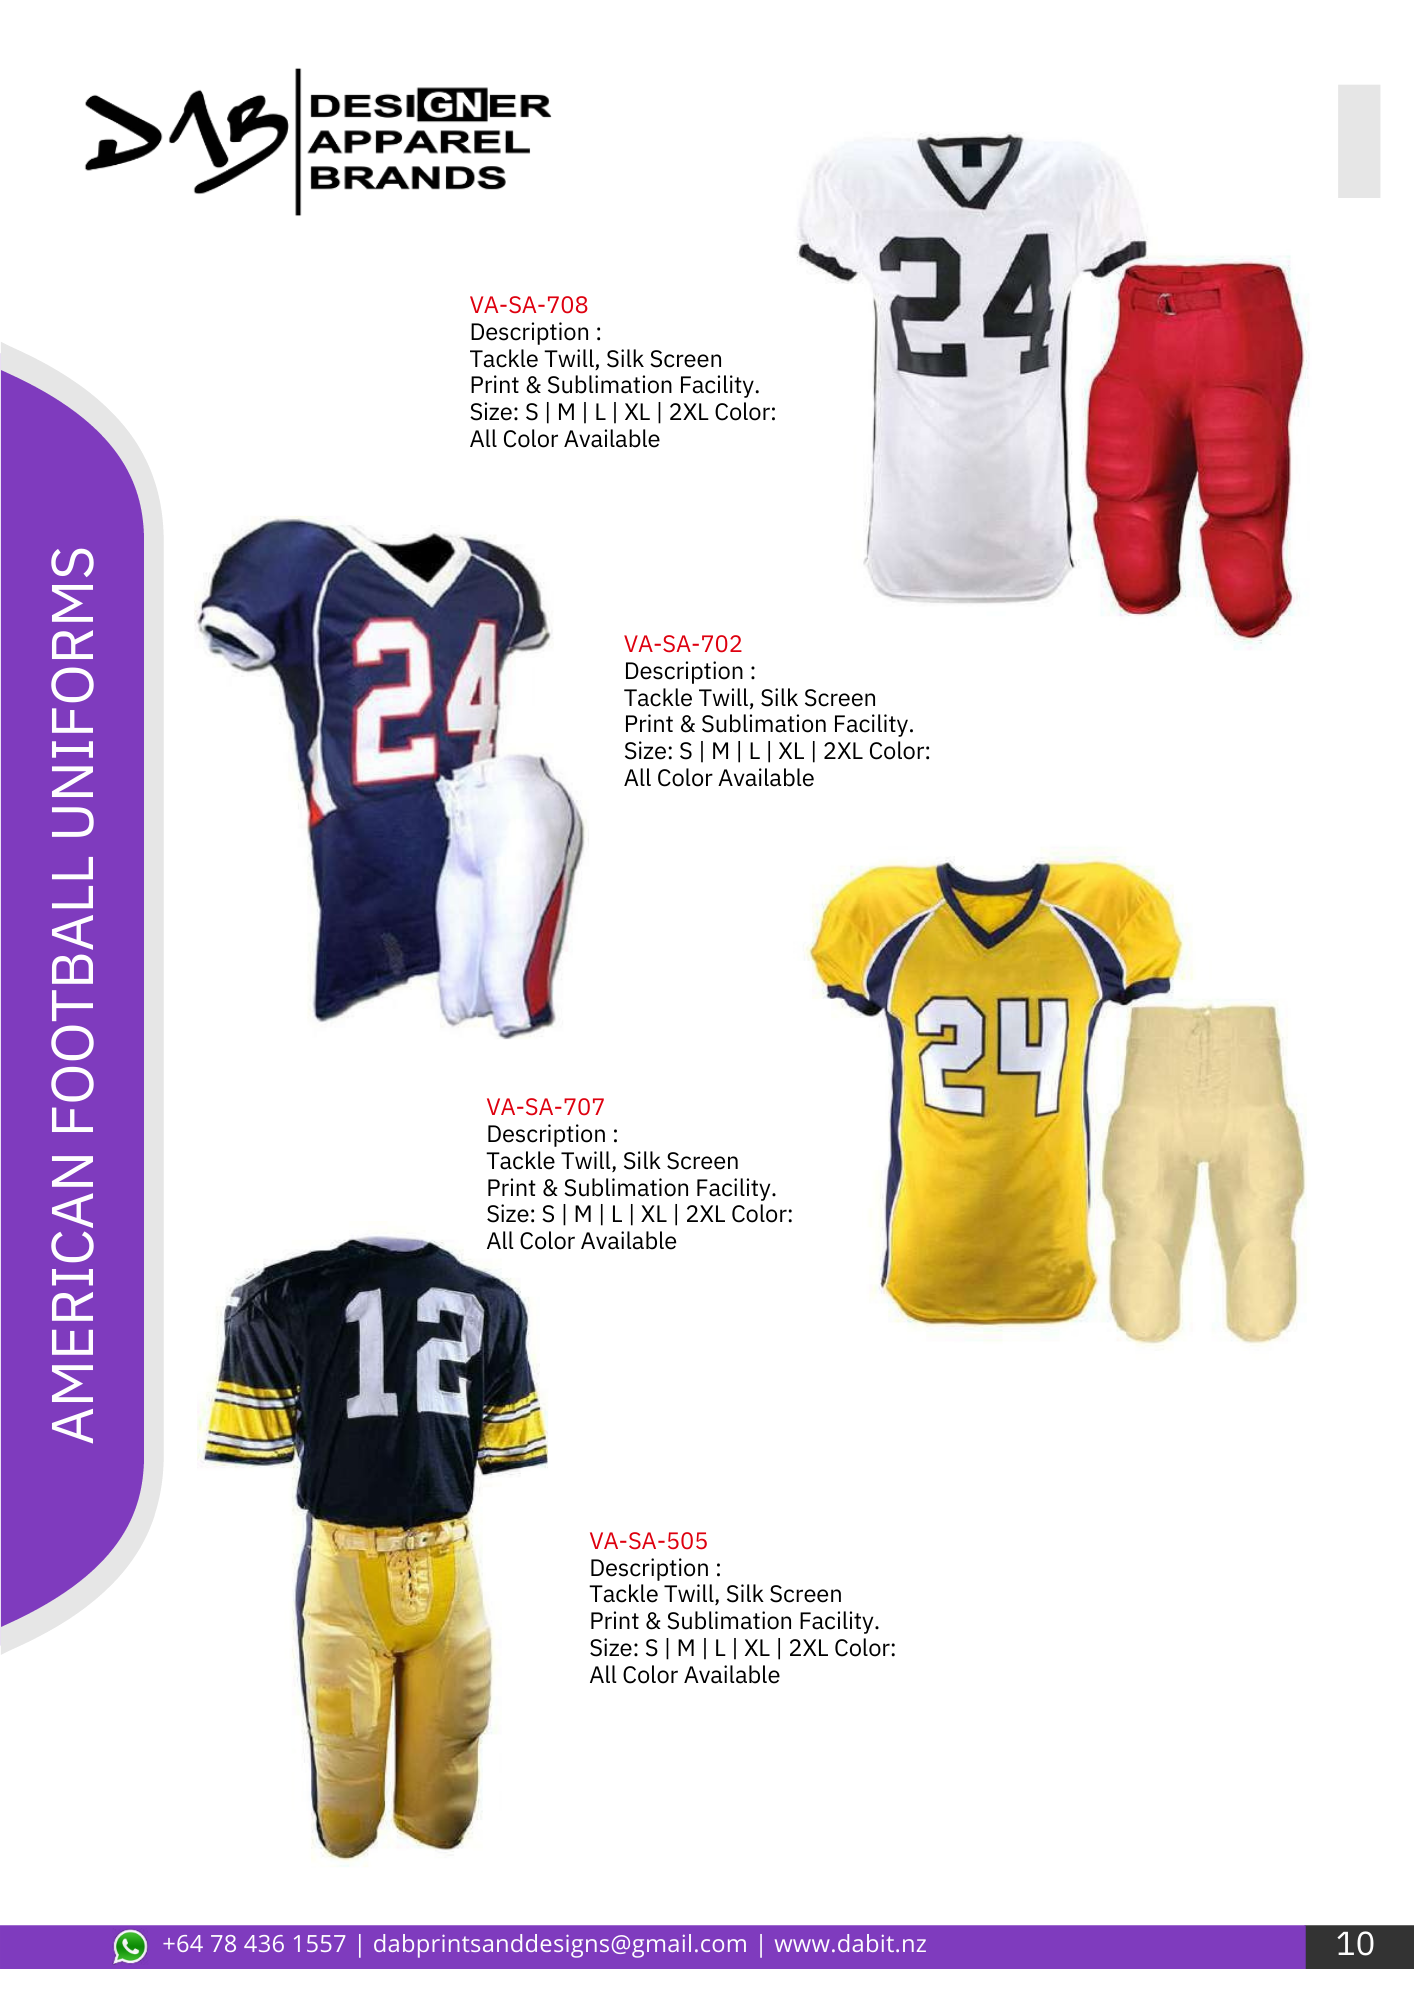 DAB
DESIGNER
APPAREL
BRANDS
24
VA-SA-708
Description :
Tackle Twill, Silk Screen
Print & Sublimation Facility.
Size: S | M | L | XL | 2XL Color:
All Color Available
AMERICAN FOOTBALL UNIFORMS
24
VA-SA-702
Description :
Tackle Twill, Silk Screen
Print & Sublimation Facility.
Size: S | M | L | XL | 2XL Color:
All Color Available
24
VA-SA-707
Description :
Tackle Twill, Silk Screen
Print & Sublimation Facility.
Size: S | M | L | XL | 2XL Color:
All Color Available
12
VA-SA-505
Description :
Tackle Twill, Silk Screen
Print & Sublimation Facility.
Size: S | M | L | XL | 2XL Color:
All Color Available
+64 78 436 1557 | dabprintsanddesigns@gmail.com | www.dabit.nz
10